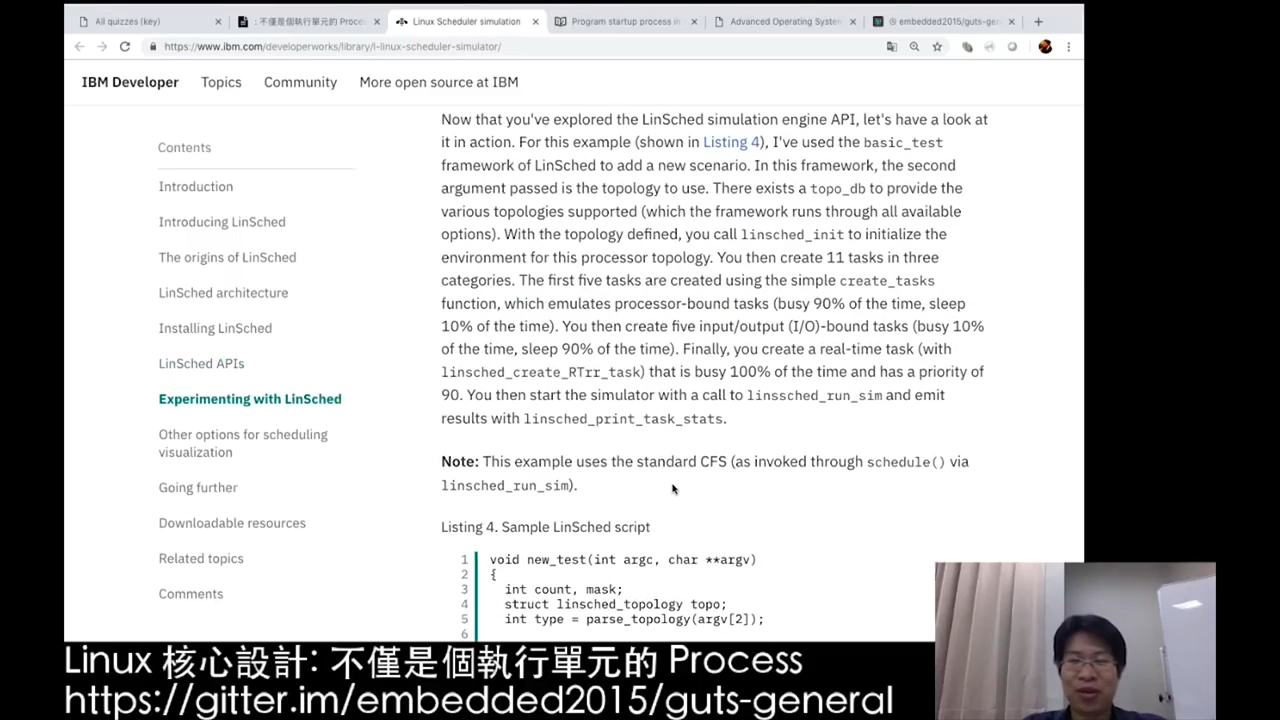 All quizzes (key)
: 不僅是個執行單元的 Proces
Linux Scheduler simulation
Program startup process in
Advanced Operating System
embedded2015/guts-gen
https://www.ibm.com/developerworks/library/l-linux-scheduler-simulator/
IBM Developer Topics Community More open source at IBM
Contents
Introduction
Introducing LinSched
The origins of LinSched
LinSched architecture
Installing LinSched
LinSched APIs
Experimenting with LinSched
Other options for scheduling
visualization
Going further
Downloadable resources
Related topics
Comments
Now that you've explored the LinSched simulation engine API, let's have a look at
it in action. For this example (shown in Listing 4), I've used the basic_test
framework of LinSched to add a new scenario. In this framework, the second
argument passed is the topology to use. There exists a topo_db to provide the
various topologies supported (which the framework runs through all available
options). With the topology defined, you call linsched_init to initialize the
environment for this processor topology. You then create 11 tasks in three
categories. The first five tasks are created using the simple create_tasks
function, which emulates processor-bound tasks (busy 90% of the time, sleep
10% of the time). You then create five input/output (I/O)-bound tasks (busy 10%
of the time, sleep 90% of the time). Finally, you create a real-time task (with
linsched_create_RTrr_task) that is busy 100% of the time and has a priority of
90. You then start the simulator with a call to linssched_run_sim and emit
results with linsched_print_task_stats.
Note: This example uses the standard CFS (as invoked through schedule() via
linsched_run_sim).
Listing 4. Sample LinSched script
1 void new_test(int argc, char **argv)
2 {
3 int count, mask;
4 struct linsched_topology topo;
5 int type = parse_topology(argv[2]);
6
Linux 核心設計: 不僅是個執行單元的 Process
https://gitter.im/embedded2015/guts-general